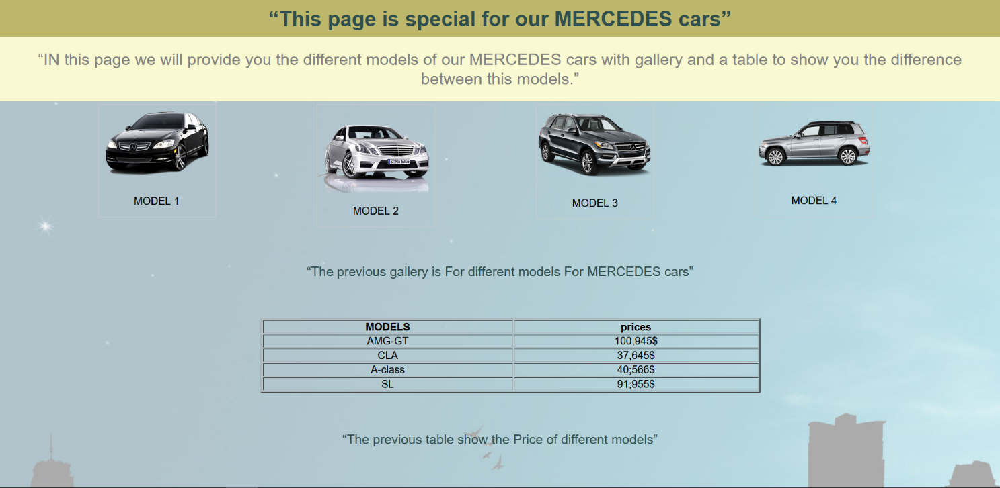 “This page is special for our MERCEDES cars”
“IN this page we will provide you the different models of our MERCEDES cars with gallery and a table to show you the difference
between this models.”
MODEL 1
MODEL 2
MODEL 3
MODEL 4
“The previous gallery is For different models For MERCEDES cars”
MODELS prices
AMG-GT 100,945$
CLA 37,645$
A-class 40;566$
SL 91;955$
“The previous table show the Price of different models”